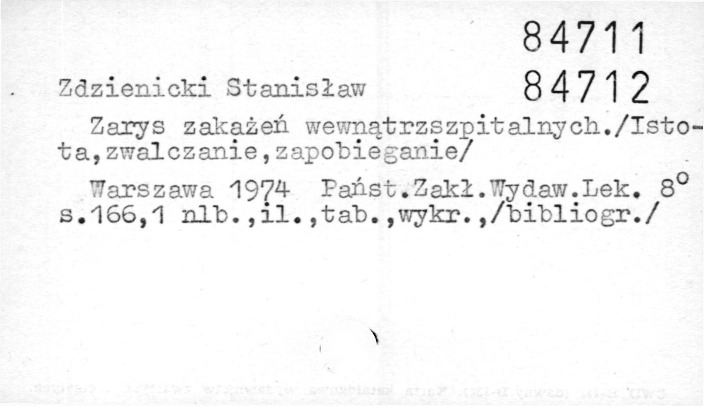 84711
Zdzienicki Stanisław 84712
Zarys zakażeń wewnątrzszpitalnych./Isto-
ta,zwalczanie,zapobieganie/
Warszawa 1974 Państ.Zakł.Wydaw.Lek. 8°
s.166,1 nlb.,il.,tab.,wykr.,/bibliogr./